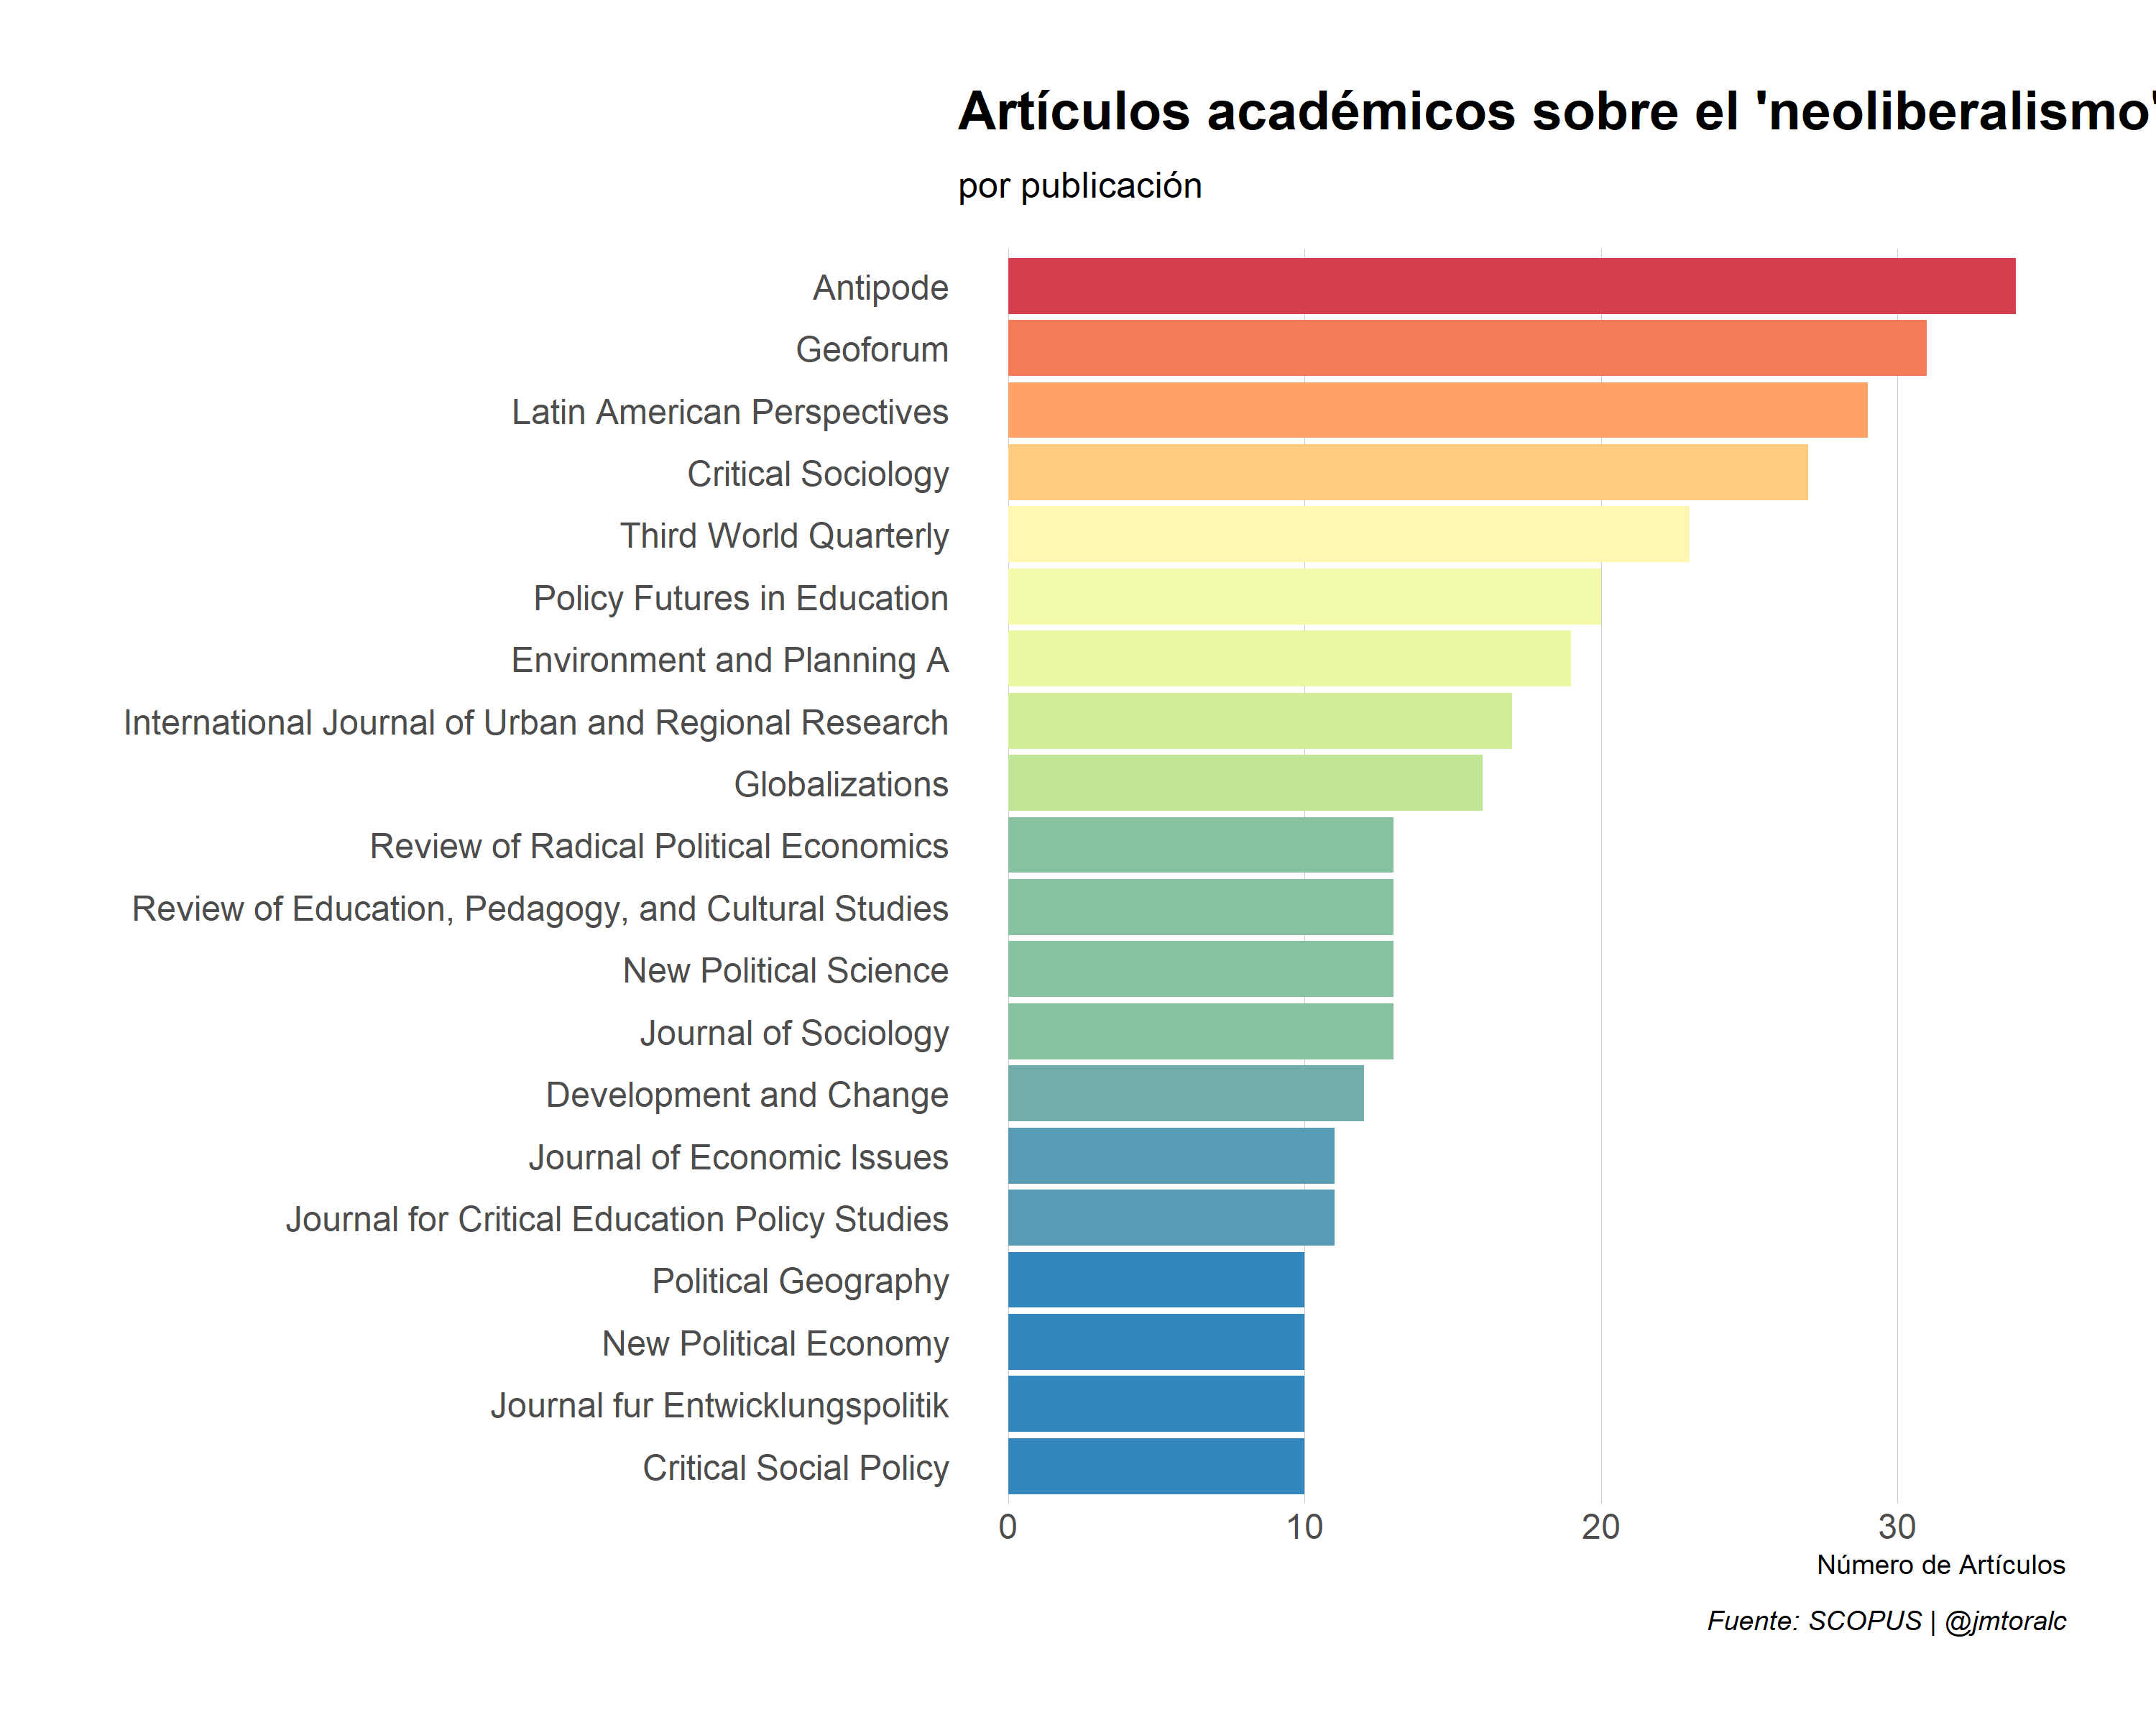 Artículos académicos sobre el 'neoliberalismo'
por publicación
Antipode
Geoforum
Latin American Perspectives
Critical Sociology
Third World Quarterly
Policy Futures in Education
Environment and Planning A
International Journal of Urban and Regional Research
Globalizations
Review of Radical Political Economics
Review of Education, Pedagogy, and Cultural Studies
New Political Science
Journal of Sociology
Development and Change
Journal of Economic Issues
Journal for Critical Education Policy Studies
Political Geography
New Political Economy
Journal fur Entwicklungspolitik
Critical Social Policy
0 10 20 30
Número de Artículos
Fuente: SCOPUS | @jmtoralc